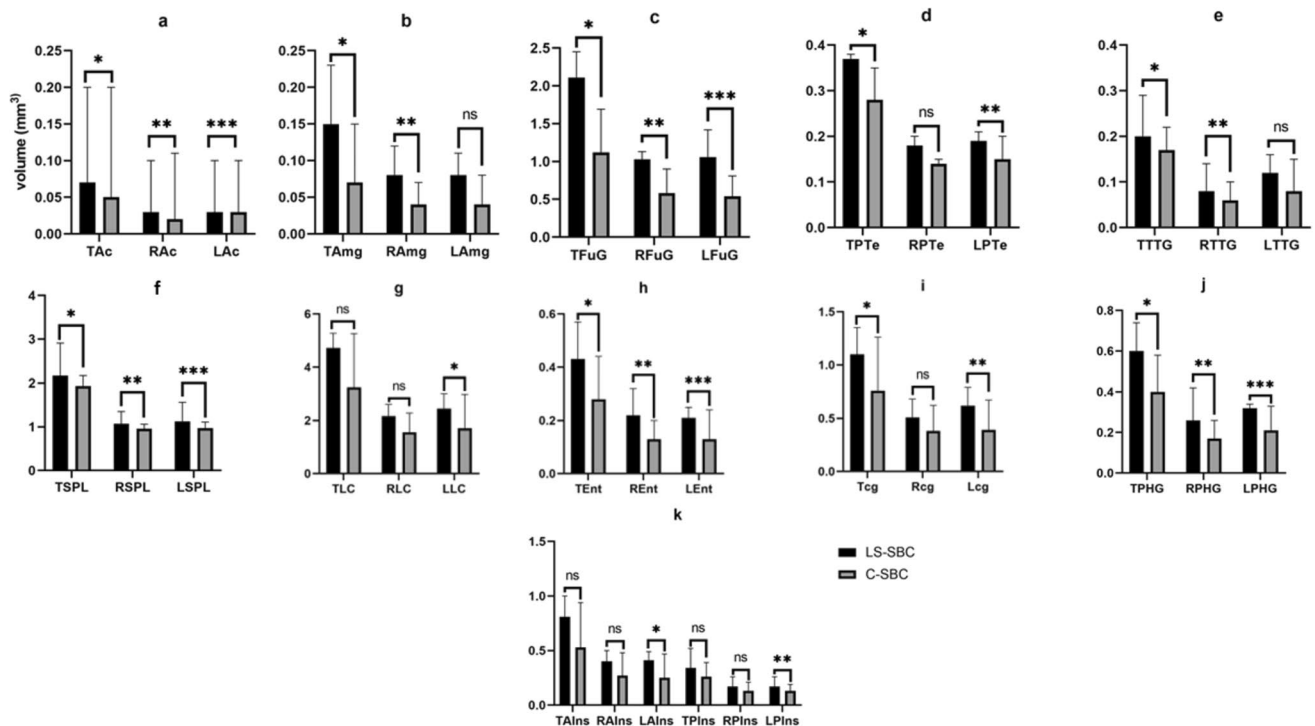 a
volume (mm³)
0.25
0.20
0.15
0.10
0.05
0.00
*
**
***
TAc RAc LAc
b
0.25
0.20
0.15
0.10
0.05
0.00
*
**
ns
TAmg RAmg LAmg
c
2.5
2.0
1.5
1.0
0.5
0.0
*
**
***
TFuG RFuG LFuG
d
0.4
0.3
0.2
0.1
0.0
*
ns
**
TPTe RPTe LPTe
e
0.4
0.3
0.2
0.1
0.0
*
**
ns
TTTG RTTG LTTG
f
4
3
2
1
0
*
**
***
TSPL RSPL LSPL
g
6
4
2
0
ns
ns
*
TLC RLC LLC
h
0.6
0.4
0.2
0.0
*
**
***
TEnt REnt LEnt
i
1.5
1.0
0.5
0.0
*
ns
**
Tcg Rcg Lcg
j
0.8
0.6
0.4
0.2
0.0
*
**
***
TPHG RPHG LPHG
k
1.5
1.0
0.5
0.0
ns
ns
*
ns
ns
**
TAIns RAIns LAIns TPIns RPIns LPIns
LS-SBC
C-SBC